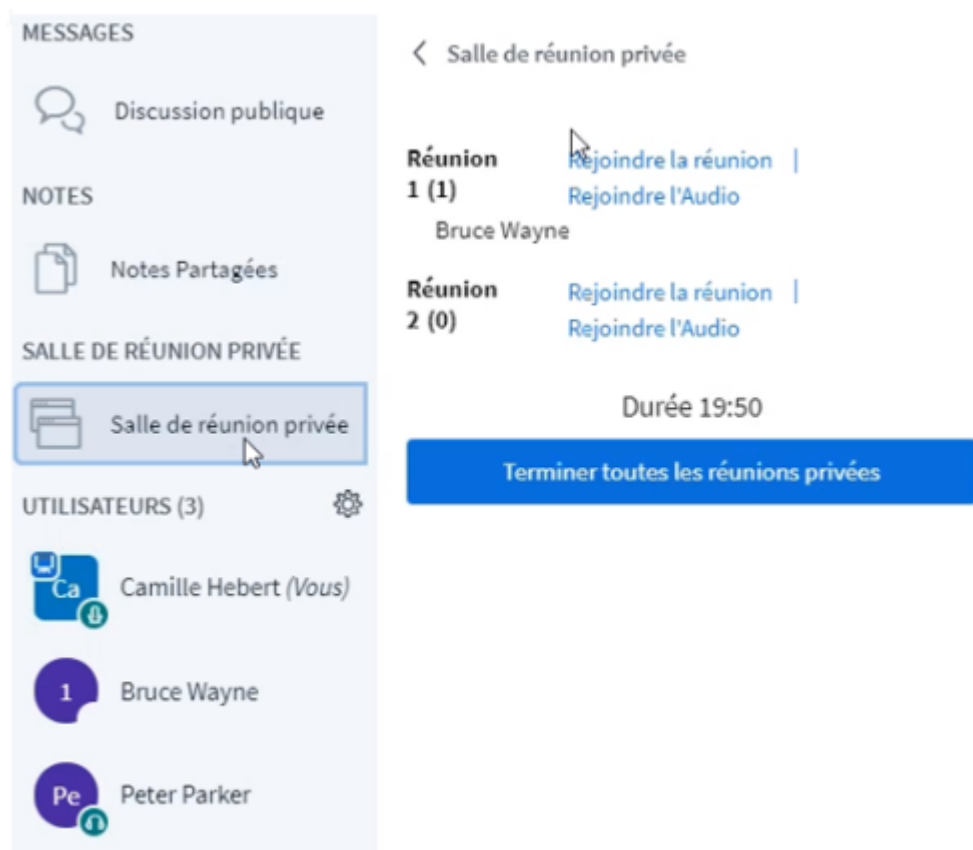 MESSAGES
Discussion publique
NOTES
Notes Partagées
SALLE DE RÉUNION PRIVÉE
Salle de réunion privée
UTILISATEURS (3)
Ca
Camille Hebert (Vous)
1
Bruce Wayne
Pe
Peter Parker
Salle de réunion privée
Réunion
1 (1)
Rejoindre la réunion |
Rejoindre l'Audio
Bruce Wayne
Réunion
2 (0)
Rejoindre la réunion |
Rejoindre l'Audio
Durée 19:50
Terminer toutes les réunions privées